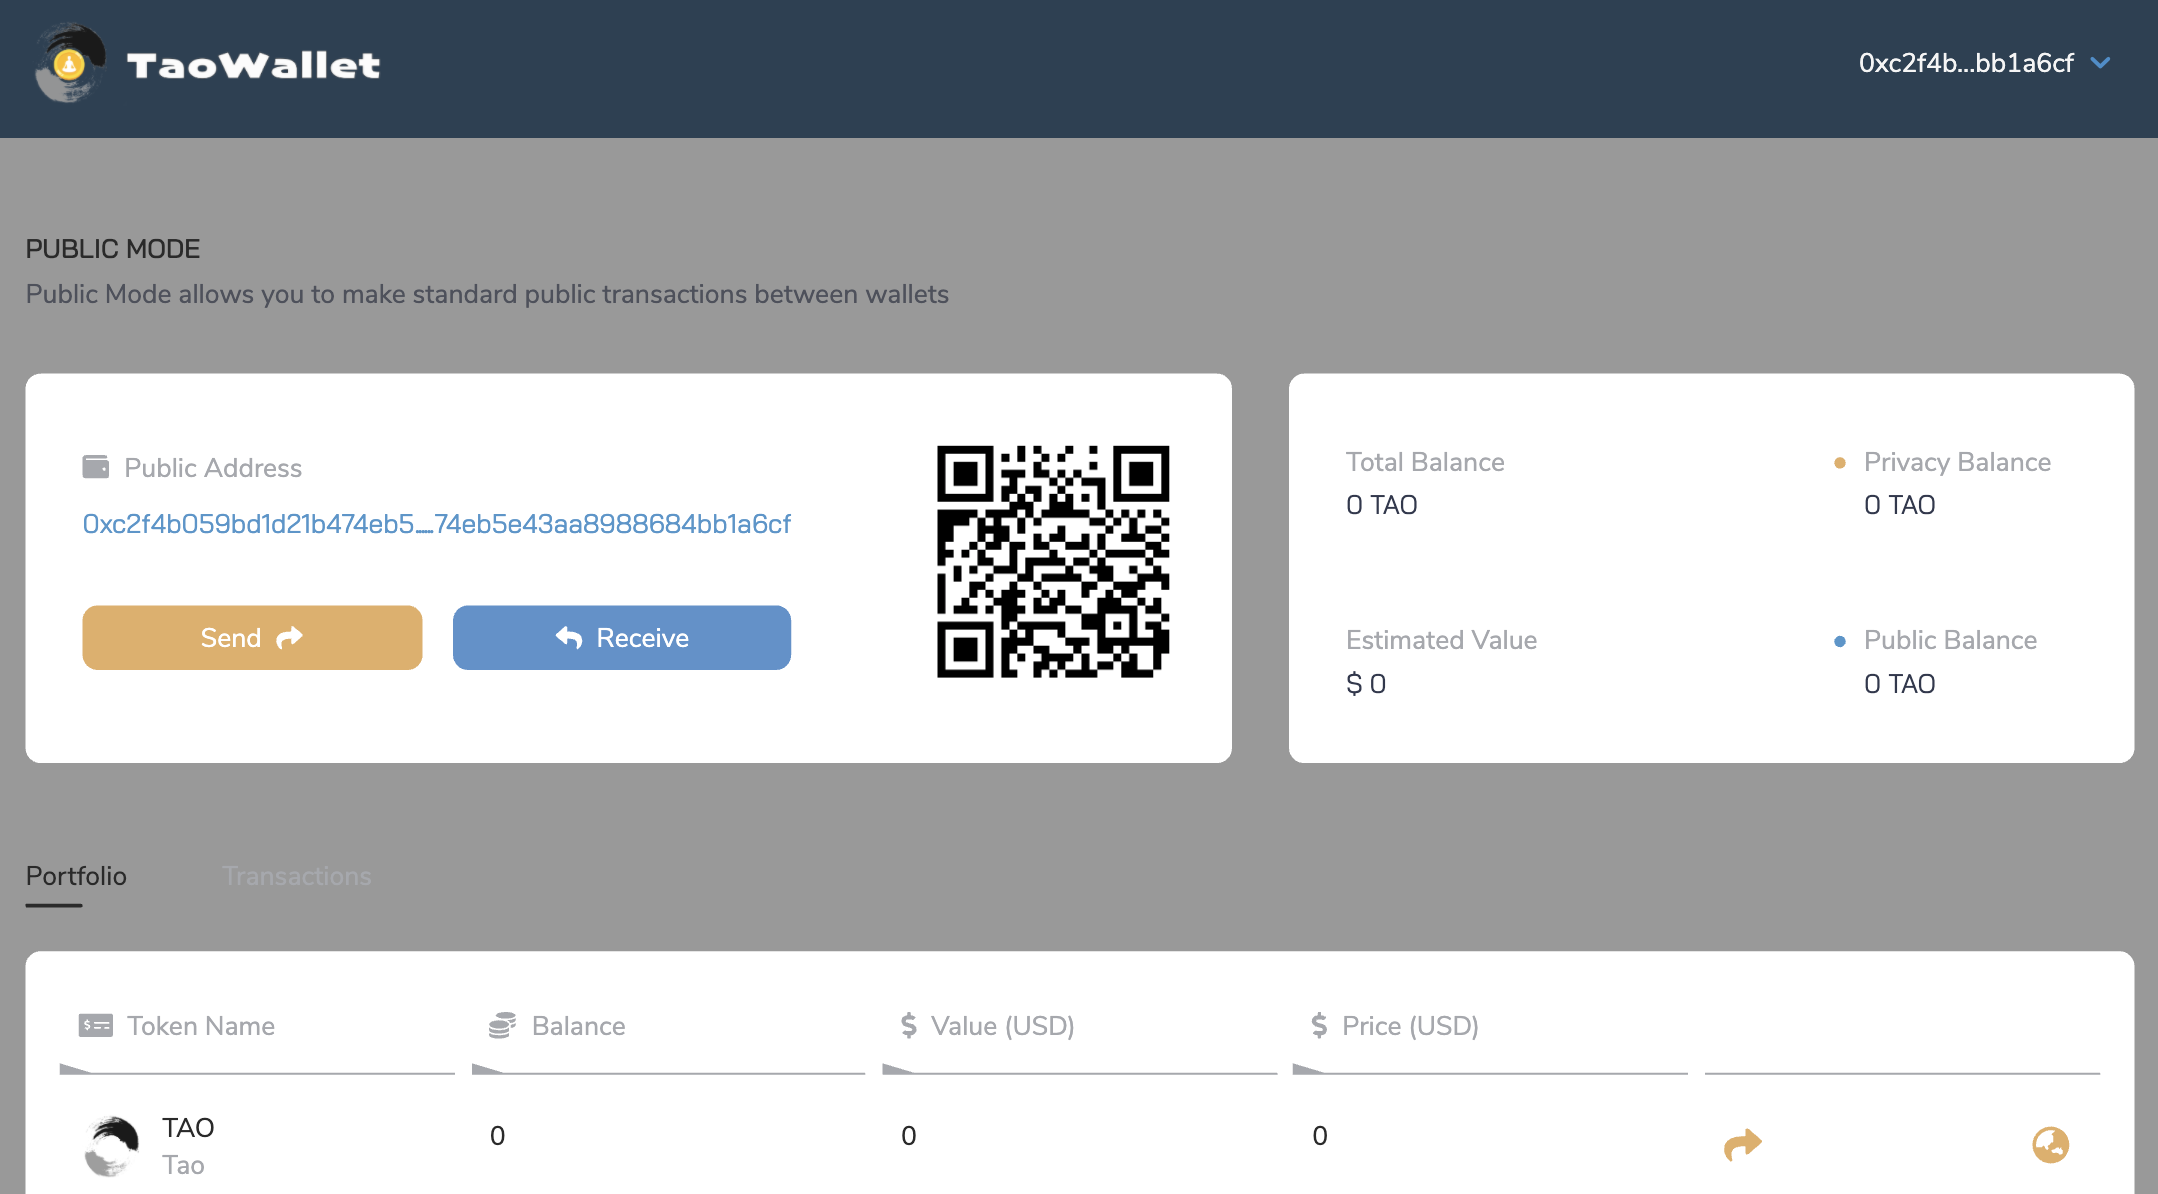 TaoWallet
0xc2f4b...bb1a6cf
PUBLIC MODE
Public Mode allows you to make standard public transactions between wallets
Public Address
0xc2f4b059bd1d21b474eb5....74eb5e43aa8988684bb1a6cf
Send
Receive
Total Balance
0 TAO
Privacy Balance
0 TAO
Estimated Value
$ 0
Public Balance
0 TAO
Portfolio
Transactions
Token Name
Balance
$ Value (USD)
$ Price (USD)
TAO
Tao
0
0
0